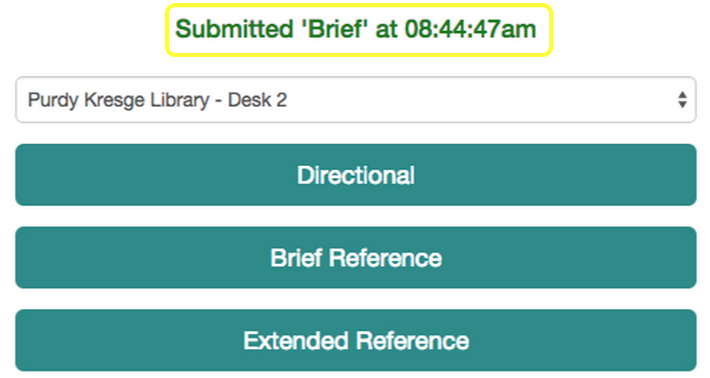 Submitted 'Brief' at 08:44:47am
Purdy Kresge Library - Desk 2
Directional
Brief Reference
Extended Reference